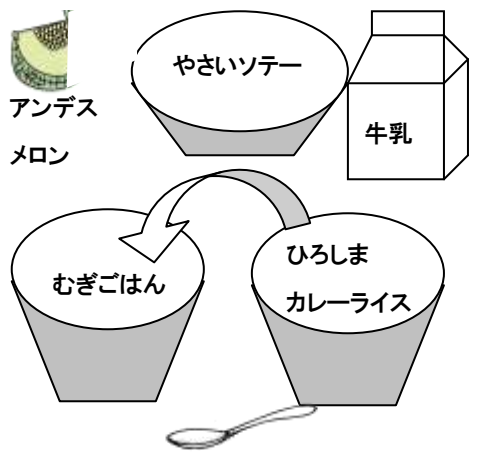 アンデス
メロン
やさいソテー
牛乳
むぎごはん
ひろしま
カレーライス